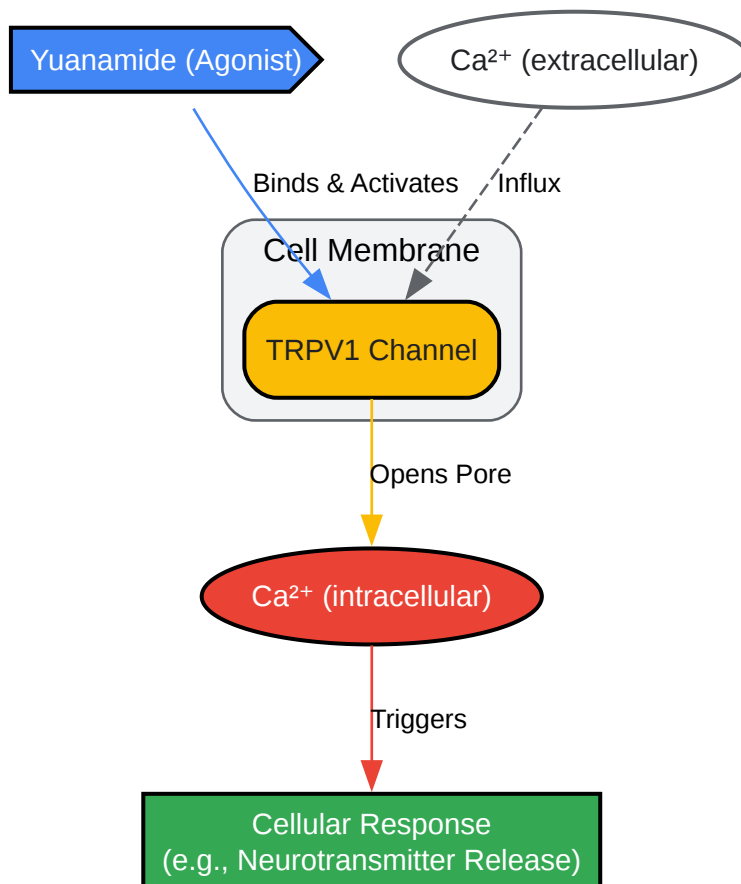 Yuanamide (Agonist)
Ca²⁺ (extracellular)
Binds & Activates
Influx
Cell Membrane
TRPV1 Channel
Opens Pore
Ca²⁺ (intracellular)
Triggers
Cellular Response
(e.g., Neurotransmitter Release)